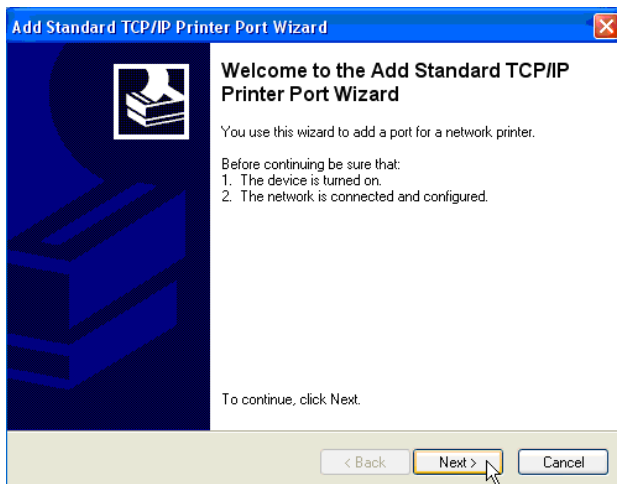 Add Standard TCP/IP Printer Port Wizard
Welcome to the Add Standard TCP/IP
Printer Port Wizard
You use this wizard to add a port for a network printer.
Before continuing be sure that:
1. The device is turned on.
2. The network is connected and configured.
To continue, click Next.
< Back
Next >
Cancel